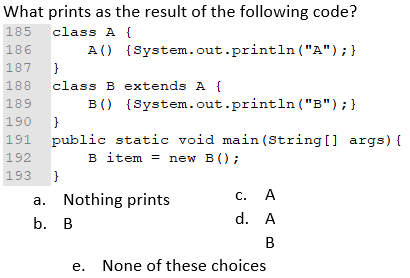 What prints as the result of the following code?
185 class A {
186 A() {System.out.println("A");}
187 }
188 class B extends A {
189 B() {System.out.println("B");}
190 }
191 public static void main(String[] args){
192 B item = new B();
193 }
a. Nothing prints
b. B
c. A
d. A
B
e. None of these choices